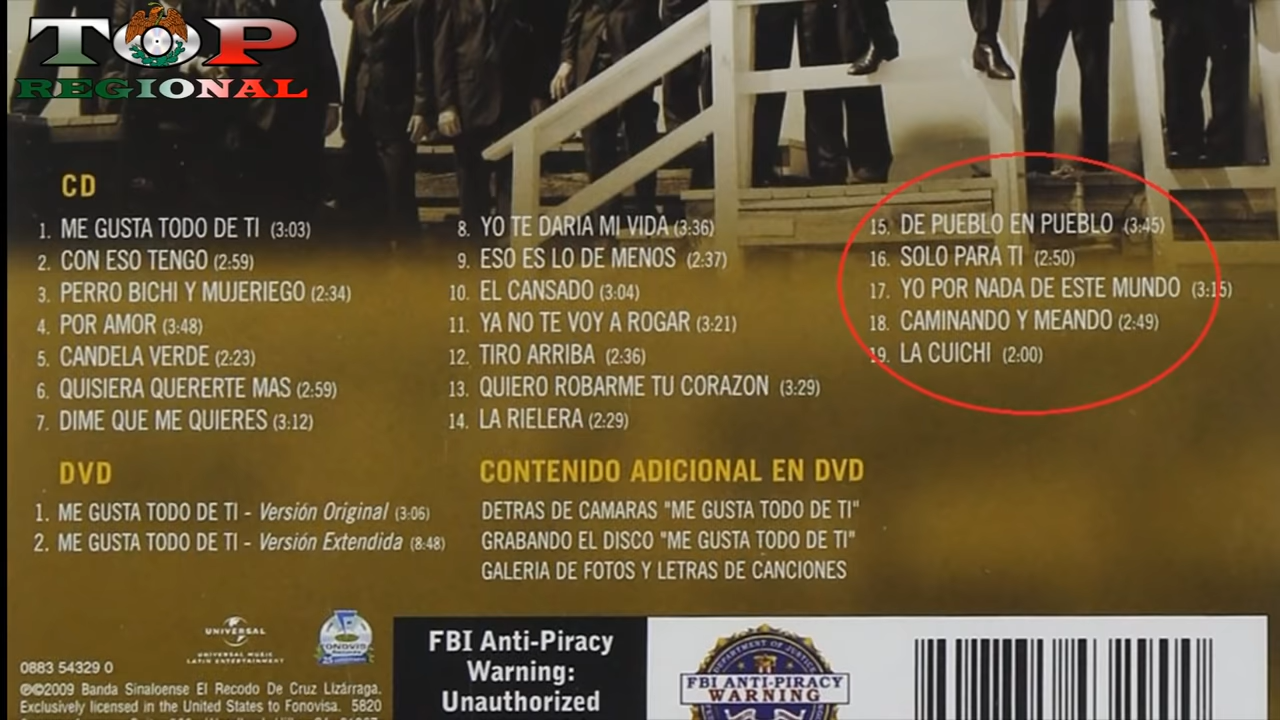 TOP
REGIONAL
CD
1. ME GUSTA TODO DE TI (3:03)
2. CON ESO TENGO (2:59)
3. PERRO BICHI Y MUJERIEGO (2:34)
4. POR AMOR (3:48)
5. CANDELA VERDE (2:23)
6. QUISIERA QUERERTE MAS (2:59)
7. DIME QUE ME QUIERES (3:12)
8. YO TE DARIA MI VIDA (3:36)
9. ESO ES LO DE MENOS (2:37)
10. EL CANSADO (3:04)
11. YA NO TE VOY A ROGAR (3:21)
12. TIRO ARRIBA (2:36)
13. QUIERO ROBARME TU CORAZON (3:29)
14. LA RIELERA (2:29)
15. DE PUEBLO EN PUEBLO (3:45)
16. SOLO PARA TI (2:50)
17. YO POR NADA DE ESTE MUNDO (3:15)
18. CAMINANDO Y MEANDO (2:49)
19. LA CUICHI (2:00)
DVD
1. ME GUSTA TODO DE TI - Versión Original (3:06)
2. ME GUSTA TODO DE TI - Versión Extendida (8:48)
CONTENIDO ADICIONAL EN DVD
DETRAS DE CAMARAS "ME GUSTA TODO DE TI"
GRABANDO EL DISCO "ME GUSTA TODO DE TI"
GALERIA DE FOTOS Y LETRAS DE CANCIONES
UNIVERSAL
UNIVERSAL MUSIC
LATIN ENTERTAINMENT
FONOVISA
0883 54329 0
℗©2009 Banda Sinaloense El Recodo De Cruz Lizárraga.
Exclusively licensed in the United States to Fonovisa. 5820
FBI Anti-Piracy
Warning:
Unauthorized
DEPARTMENT OF JUSTICE
FBI ANTI-PIRACY
WARNING